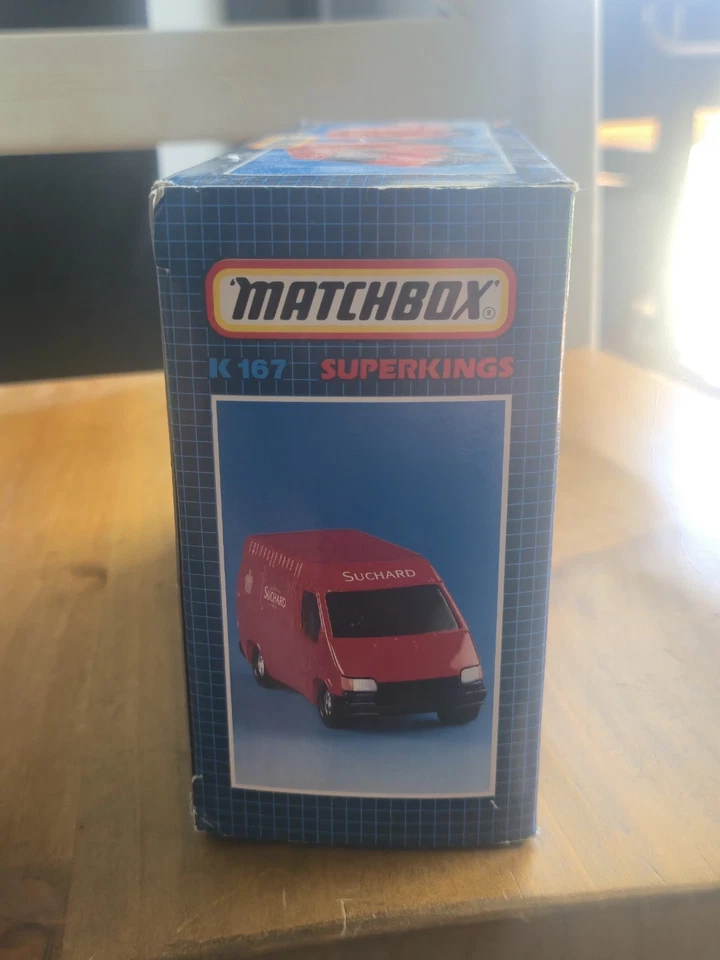 MATCHBOX ®
K 167 SUPERKINGS
SUCHARD
SUCHARD